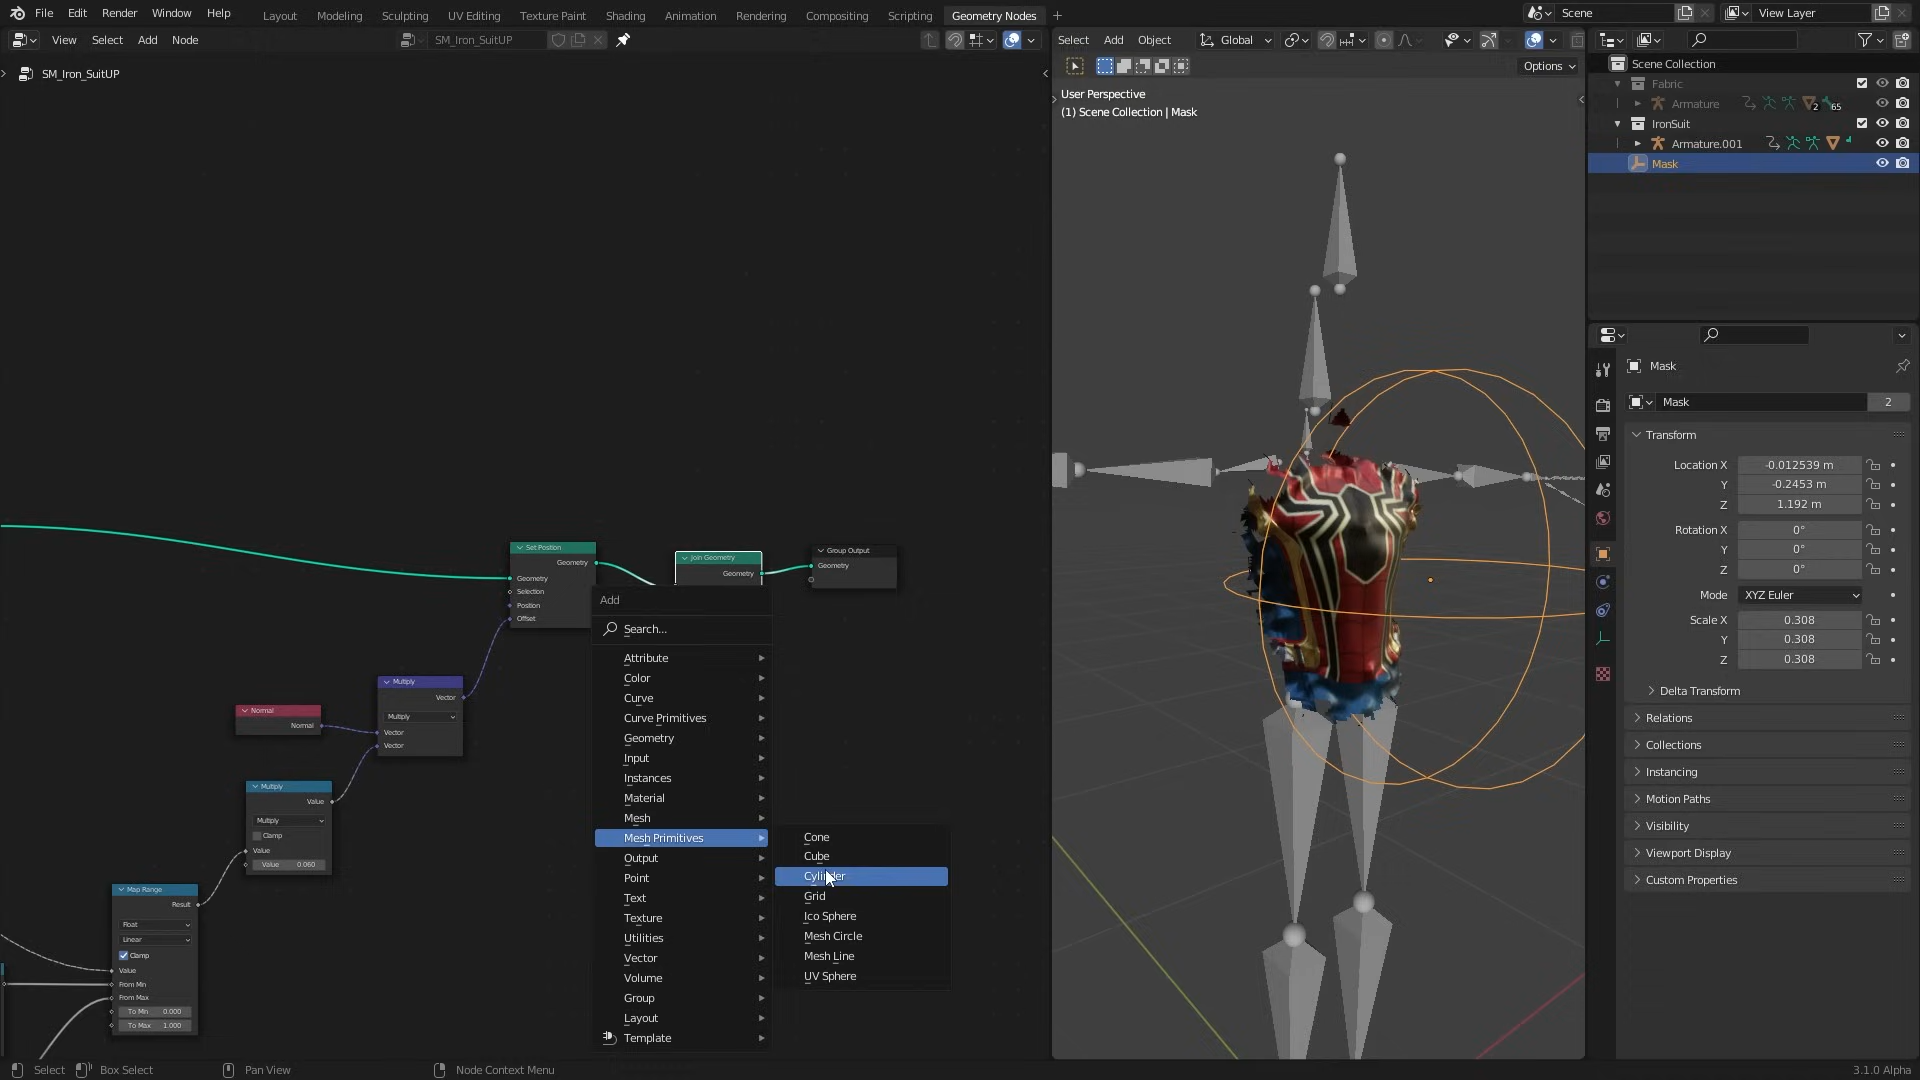 File Edit Render Window Help Layout Modeling Sculpting UV Editing Texture Paint Shading Animation Rendering Compositing Scripting Geometry Nodes + Scene View Layer
View Select Add Node SM_Iron_SuitUP
SM_Iron_SuitUP
Set Position
Geometry
Geometry
Selection
Position
Offset
Join Geometry
Geometry
Group Output
Geometry
Multiply
Vector
Multiply
Vector
Vector
Normal
Normal
Multiply
Value
Multiply
Clamp
Value
Value 0.060
Map Range
Result
Float
Linear
Clamp
Value
From Min
From Max
To Min 0.000
To Max 1.000
Add
Search...
Attribute
Color
Curve
Curve Primitives
Geometry
Input
Instances
Material
Mesh
Mesh Primitives
Output
Point
Text
Texture
Utilities
Vector
Volume
Group
Layout
Template
Cone
Cube
Cylinder
Grid
Ico Sphere
Mesh Circle
Mesh Line
UV Sphere
Select Add Object Global
Options
User Perspective
(1) Scene Collection | Mask
Scene Collection
Fabric
Armature 2 65
IronSuit
Armature.001
Mask
Mask
Mask 2
Transform
Location X -0.012539 m
Y -0.2453 m
Z 1.192 m
Rotation X 0°
Y 0°
Z 0°
Mode XYZ Euler
Scale X 0.308
Y 0.308
Z 0.308
Delta Transform
Relations
Collections
Instancing
Motion Paths
Visibility
Viewport Display
Custom Properties
Select Box Select Pan View Node Context Menu 3.1.0 Alpha